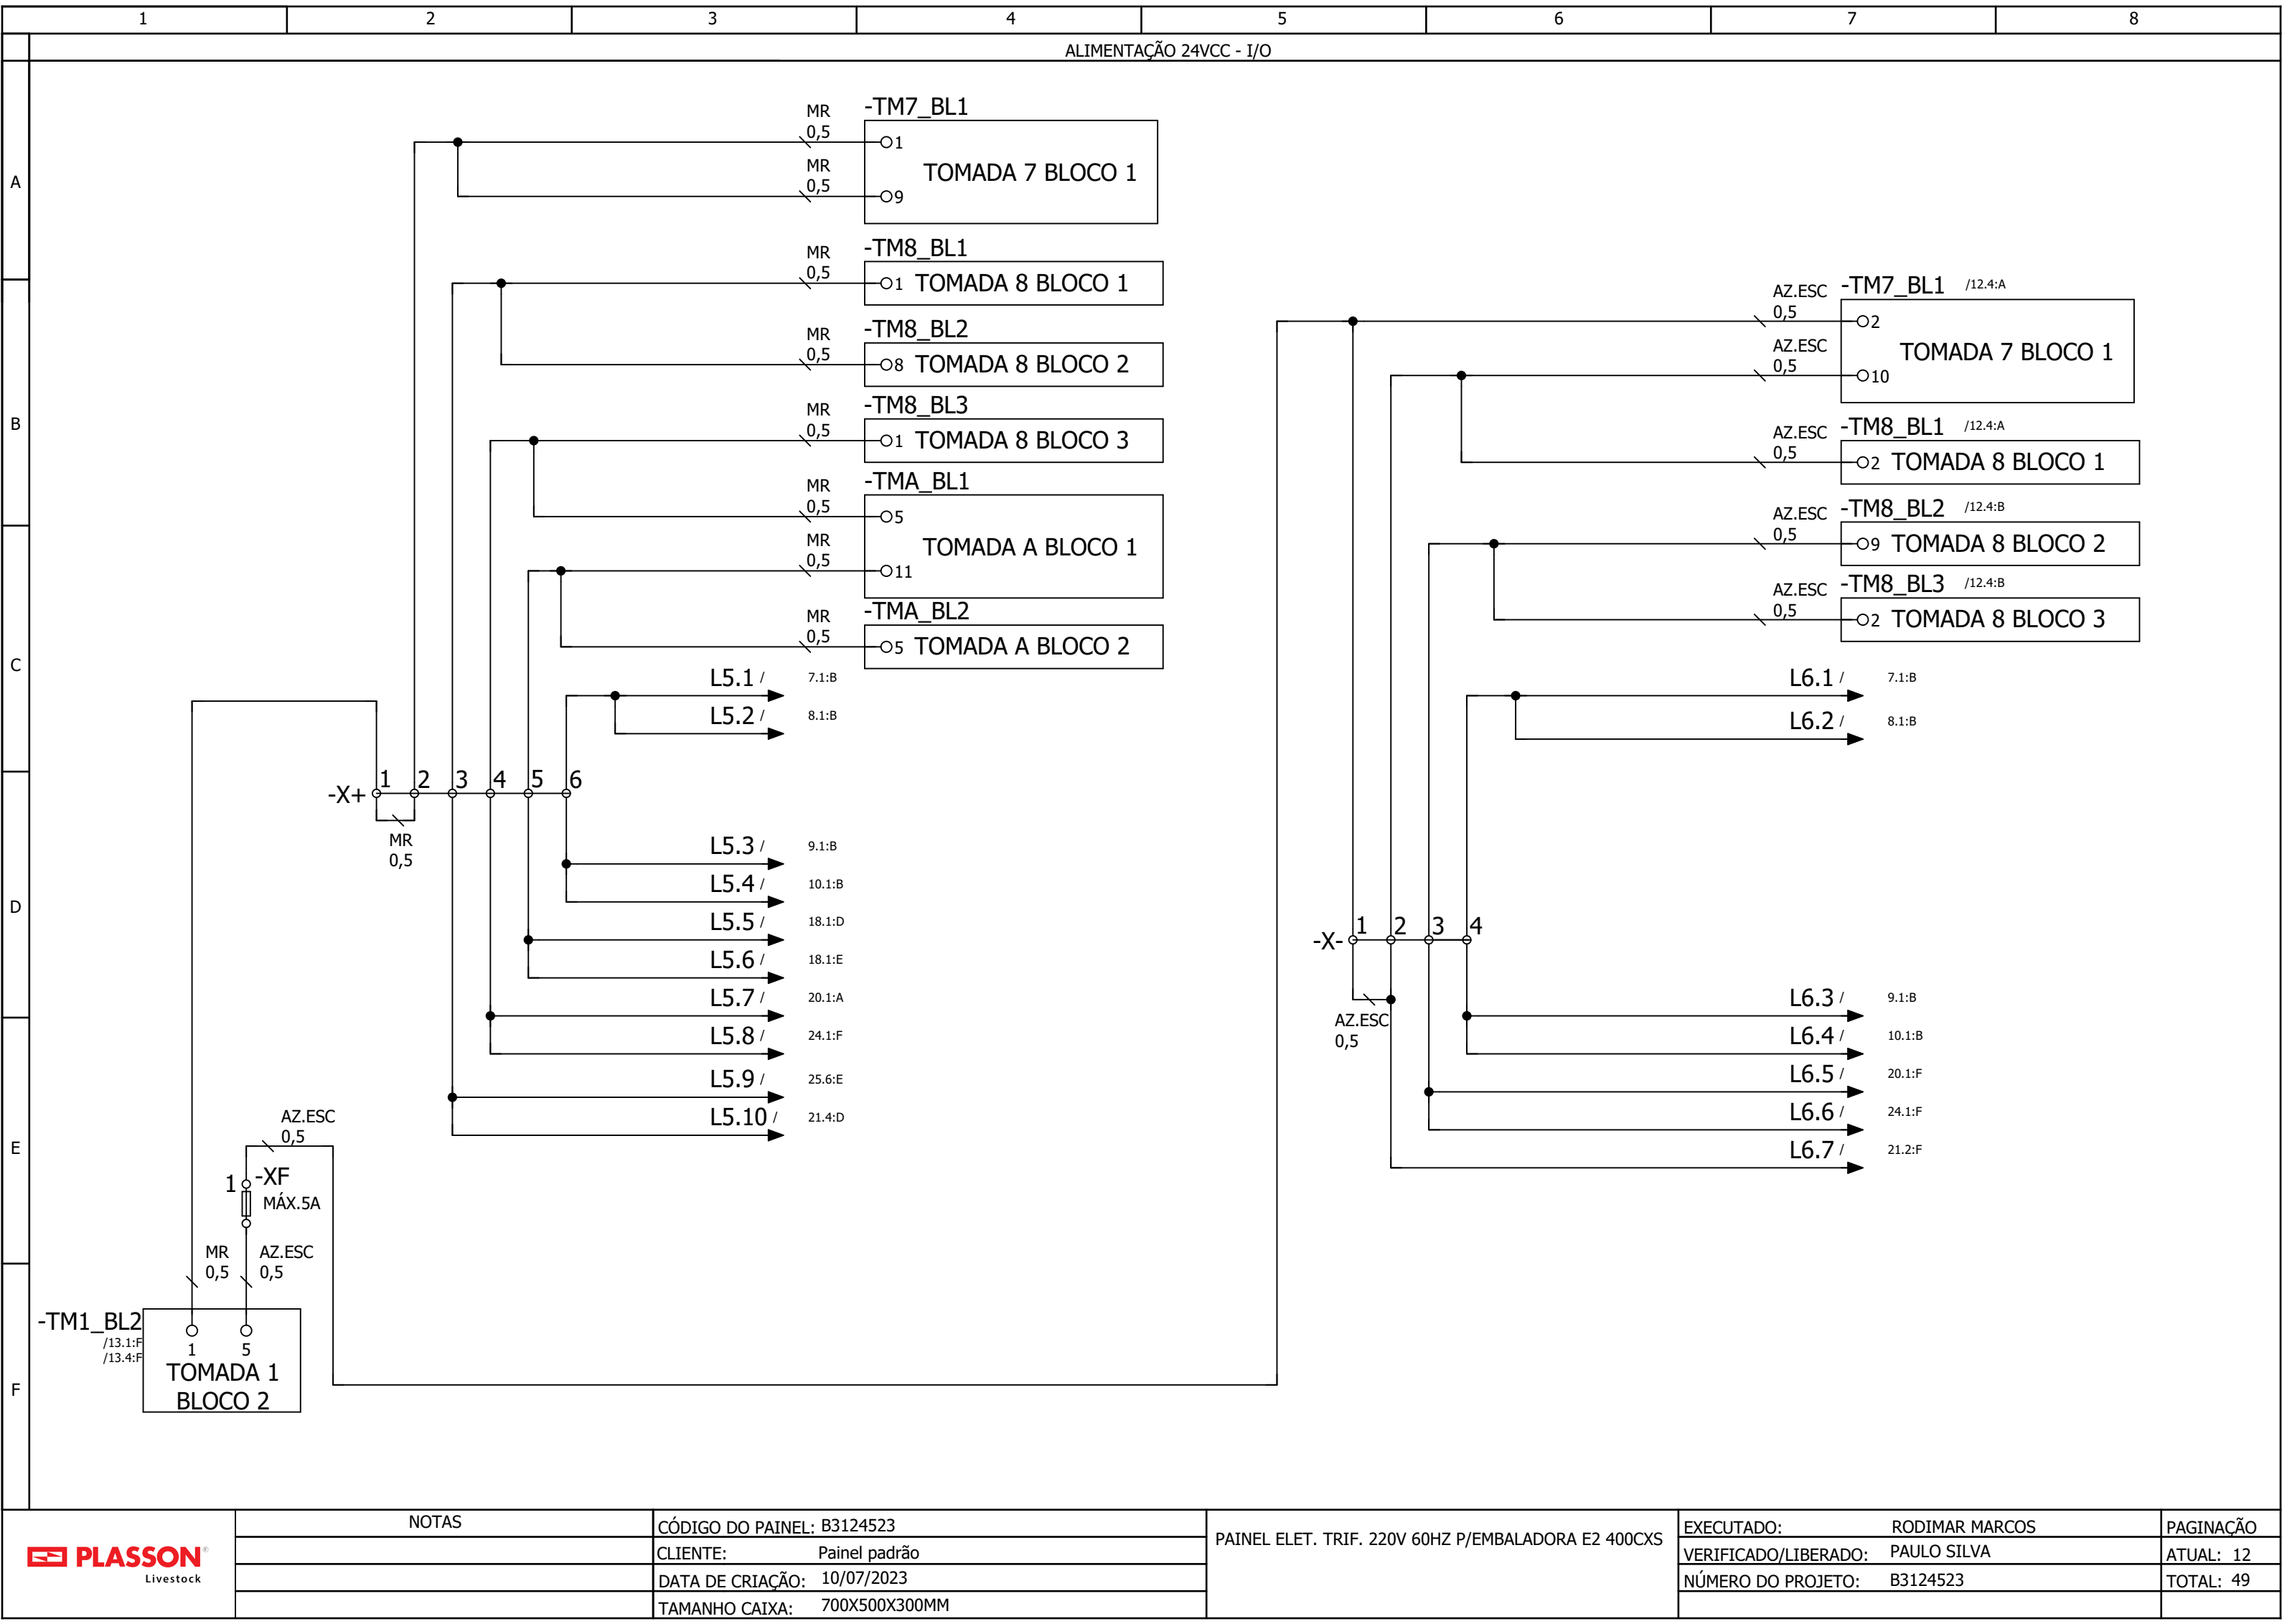 1 2 3 4 5 6 7 8
ALIMENTAÇÃO 24VCC - I/O
A
B
C
D
E
F
-TM7_BL1
MR
0,5
1
MR
0,5
9
TOMADA 7 BLOCO 1
-TM8_BL1
MR
0,5
1 TOMADA 8 BLOCO 1
-TM8_BL2
MR
0,5
8 TOMADA 8 BLOCO 2
-TM8_BL3
MR
0,5
1 TOMADA 8 BLOCO 3
-TMA_BL1
MR
0,5
5
TOMADA A BLOCO 1
MR
0,5
11
-TMA_BL2
MR
0,5
5 TOMADA A BLOCO 2
L5.1 / 7.1:B
L5.2 / 8.1:B
-X+ 1 2 3 4 5 6
MR
0,5
L5.3 / 9.1:B
L5.4 / 10.1:B
L5.5 / 18.1:D
L5.6 / 18.1:E
L5.7 / 20.1:A
L5.8 / 24.1:F
L5.9 / 25.6:E
L5.10 / 21.4:D
AZ.ESC
0,5
1 -XF
MÁX.5A
MR
0,5
AZ.ESC
0,5
-TM1_BL2
/13.1:F
/13.4:F
1 5
TOMADA 1
BLOCO 2
-TM7_BL1 /12.4:A
AZ.ESC
0,5
2
AZ.ESC
0,5
10
TOMADA 7 BLOCO 1
-TM8_BL1 /12.4:A
AZ.ESC
0,5
2 TOMADA 8 BLOCO 1
-TM8_BL2 /12.4:B
AZ.ESC
0,5
9 TOMADA 8 BLOCO 2
-TM8_BL3 /12.4:B
AZ.ESC
0,5
2 TOMADA 8 BLOCO 3
L6.1 / 7.1:B
L6.2 / 8.1:B
-X- 1 2 3 4
AZ.ESC
0,5
L6.3 / 9.1:B
L6.4 / 10.1:B
L6.5 / 20.1:F
L6.6 / 24.1:F
L6.7 / 21.2:F
PLASSON®
Livestock
NOTAS
CÓDIGO DO PAINEL: B3124523
CLIENTE: Painel padrão
DATA DE CRIAÇÃO: 10/07/2023
TAMANHO CAIXA: 700X500X300MM
PAINEL ELET. TRIF. 220V 60HZ P/EMBALADORA E2 400CXS
EXECUTADO: RODIMAR MARCOS
VERIFICADO/LIBERADO: PAULO SILVA
NÚMERO DO PROJETO: B3124523
PAGINAÇÃO
ATUAL: 12
TOTAL: 49